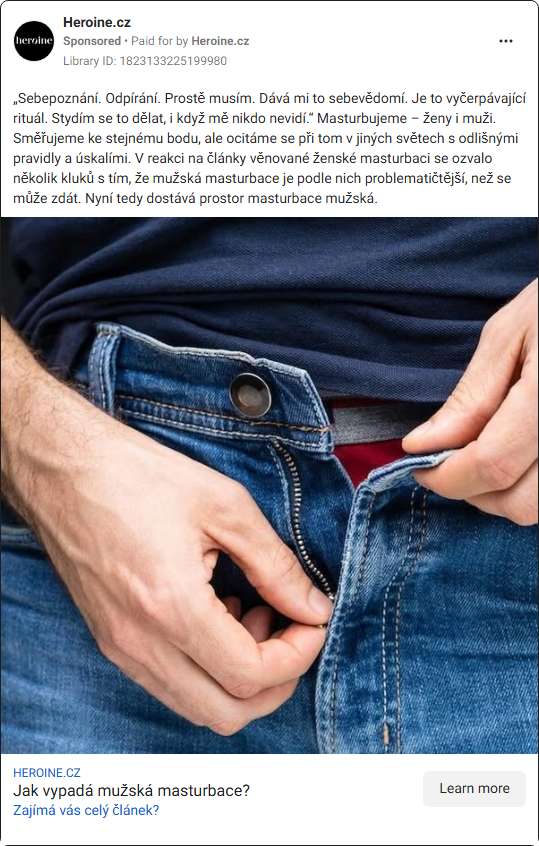 heroine
Heroine.cz
Sponsored • Paid for by Heroine.cz
Library ID: 1823133225199980
„Sebepoznání. Odpírání. Prostě musím. Dává mi to sebevědomí. Je to vyčerpávající
rituál. Stydím se to dělat, i když mě nikdo nevidí.“ Masturbujeme – ženy i muži.
Směřujeme ke stejnému bodu, ale ocitáme se při tom v jiných světech s odlišnými
pravidly a úskalími. V reakci na články věnované ženské masturbaci se ozvalo
několik kluků s tím, že mužská masturbace je podle nich problematičtější, než se
může zdát. Nyní tedy dostává prostor masturbace mužská.
HEROINE.CZ
Jak vypadá mužská masturbace?
Zajímá vás celý článek?
Learn more